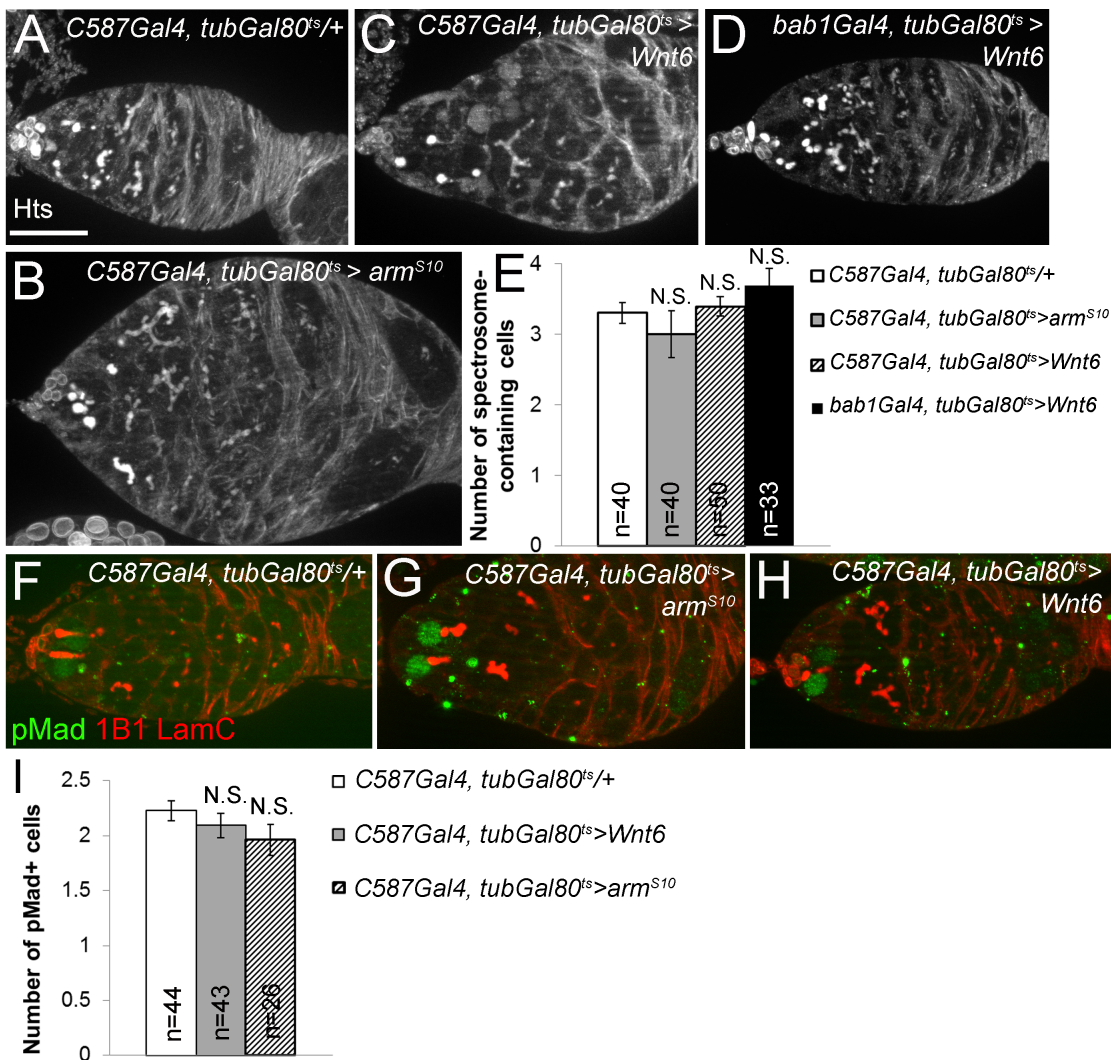 A C587Gal4, tubGal80ts/+
C C587Gal4, tubGal80ts >
Wnt6
D bab1Gal4, tubGal80ts >
Wnt6
Hts
B C587Gal4, tubGal80ts > armS10
E
Number of spectrosome-
containing cells
4
3
2
1
0
N.S.
N.S.
N.S.
n=40
n=40
n=50
n=33
C587Gal4, tubGal80ts/+
C587Gal4, tubGal80ts>armS10
C587Gal4, tubGal80ts>Wnt6
bab1Gal4, tubGal80ts>Wnt6
F C587Gal4, tubGal80ts/+
pMad 1B1 LamC
G C587Gal4, tubGal80ts>
armS10
H C587Gal4, tubGal80ts>
Wnt6
I
Number of pMad+ cells
2.5
2
1.5
1
0.5
0
N.S.
N.S.
n=44
n=43
n=26
C587Gal4, tubGal80ts/+
C587Gal4, tubGal80ts>Wnt6
C587Gal4, tubGal80ts>armS10